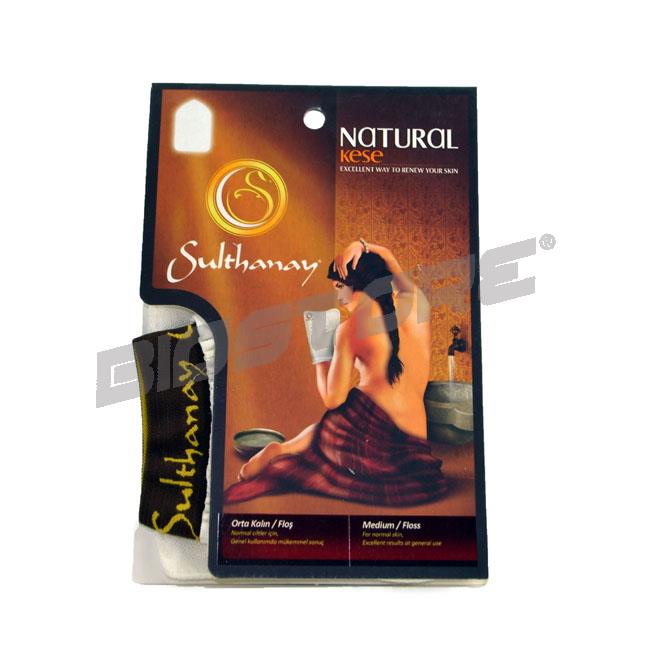 NATURAL
Kese
EXCELLENT WAY TO RENEW YOUR SKIN
Sulthanay
BIOSTORE®
Sulthanay
Orta Kalın / Floş
Normal ciltler için,
Genel kullanımda mükemmel sonuç
Medium / Floss
For normal skin,
Excellent results at general use